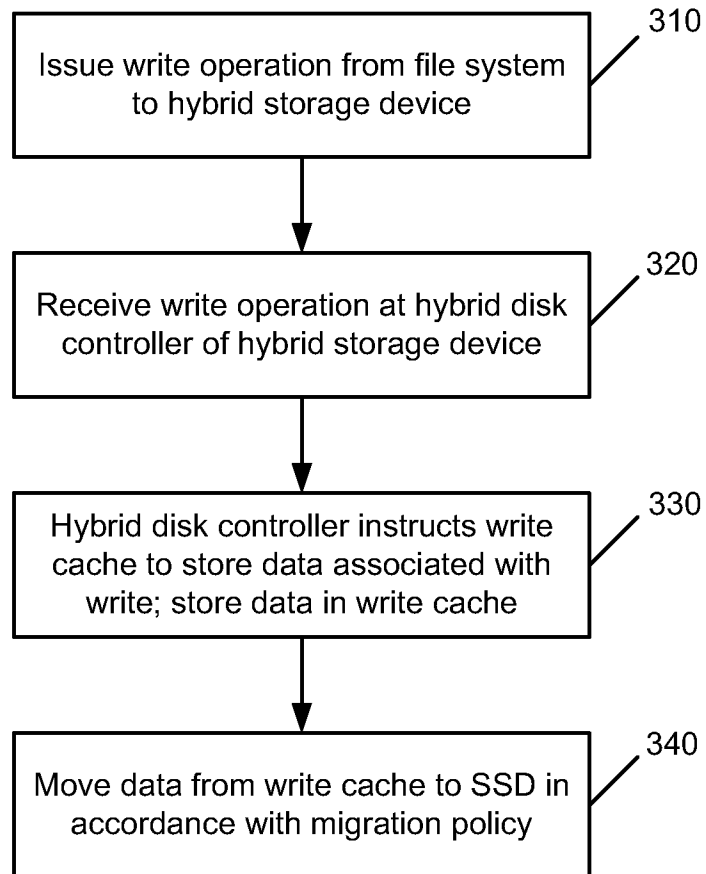 310
Issue write operation from file system
to hybrid storage device
320
Receive write operation at hybrid disk
controller of hybrid storage device
330
Hybrid disk controller instructs write
cache to store data associated with
write; store data in write cache
340
Move data from write cache to SSD in
accordance with migration policy